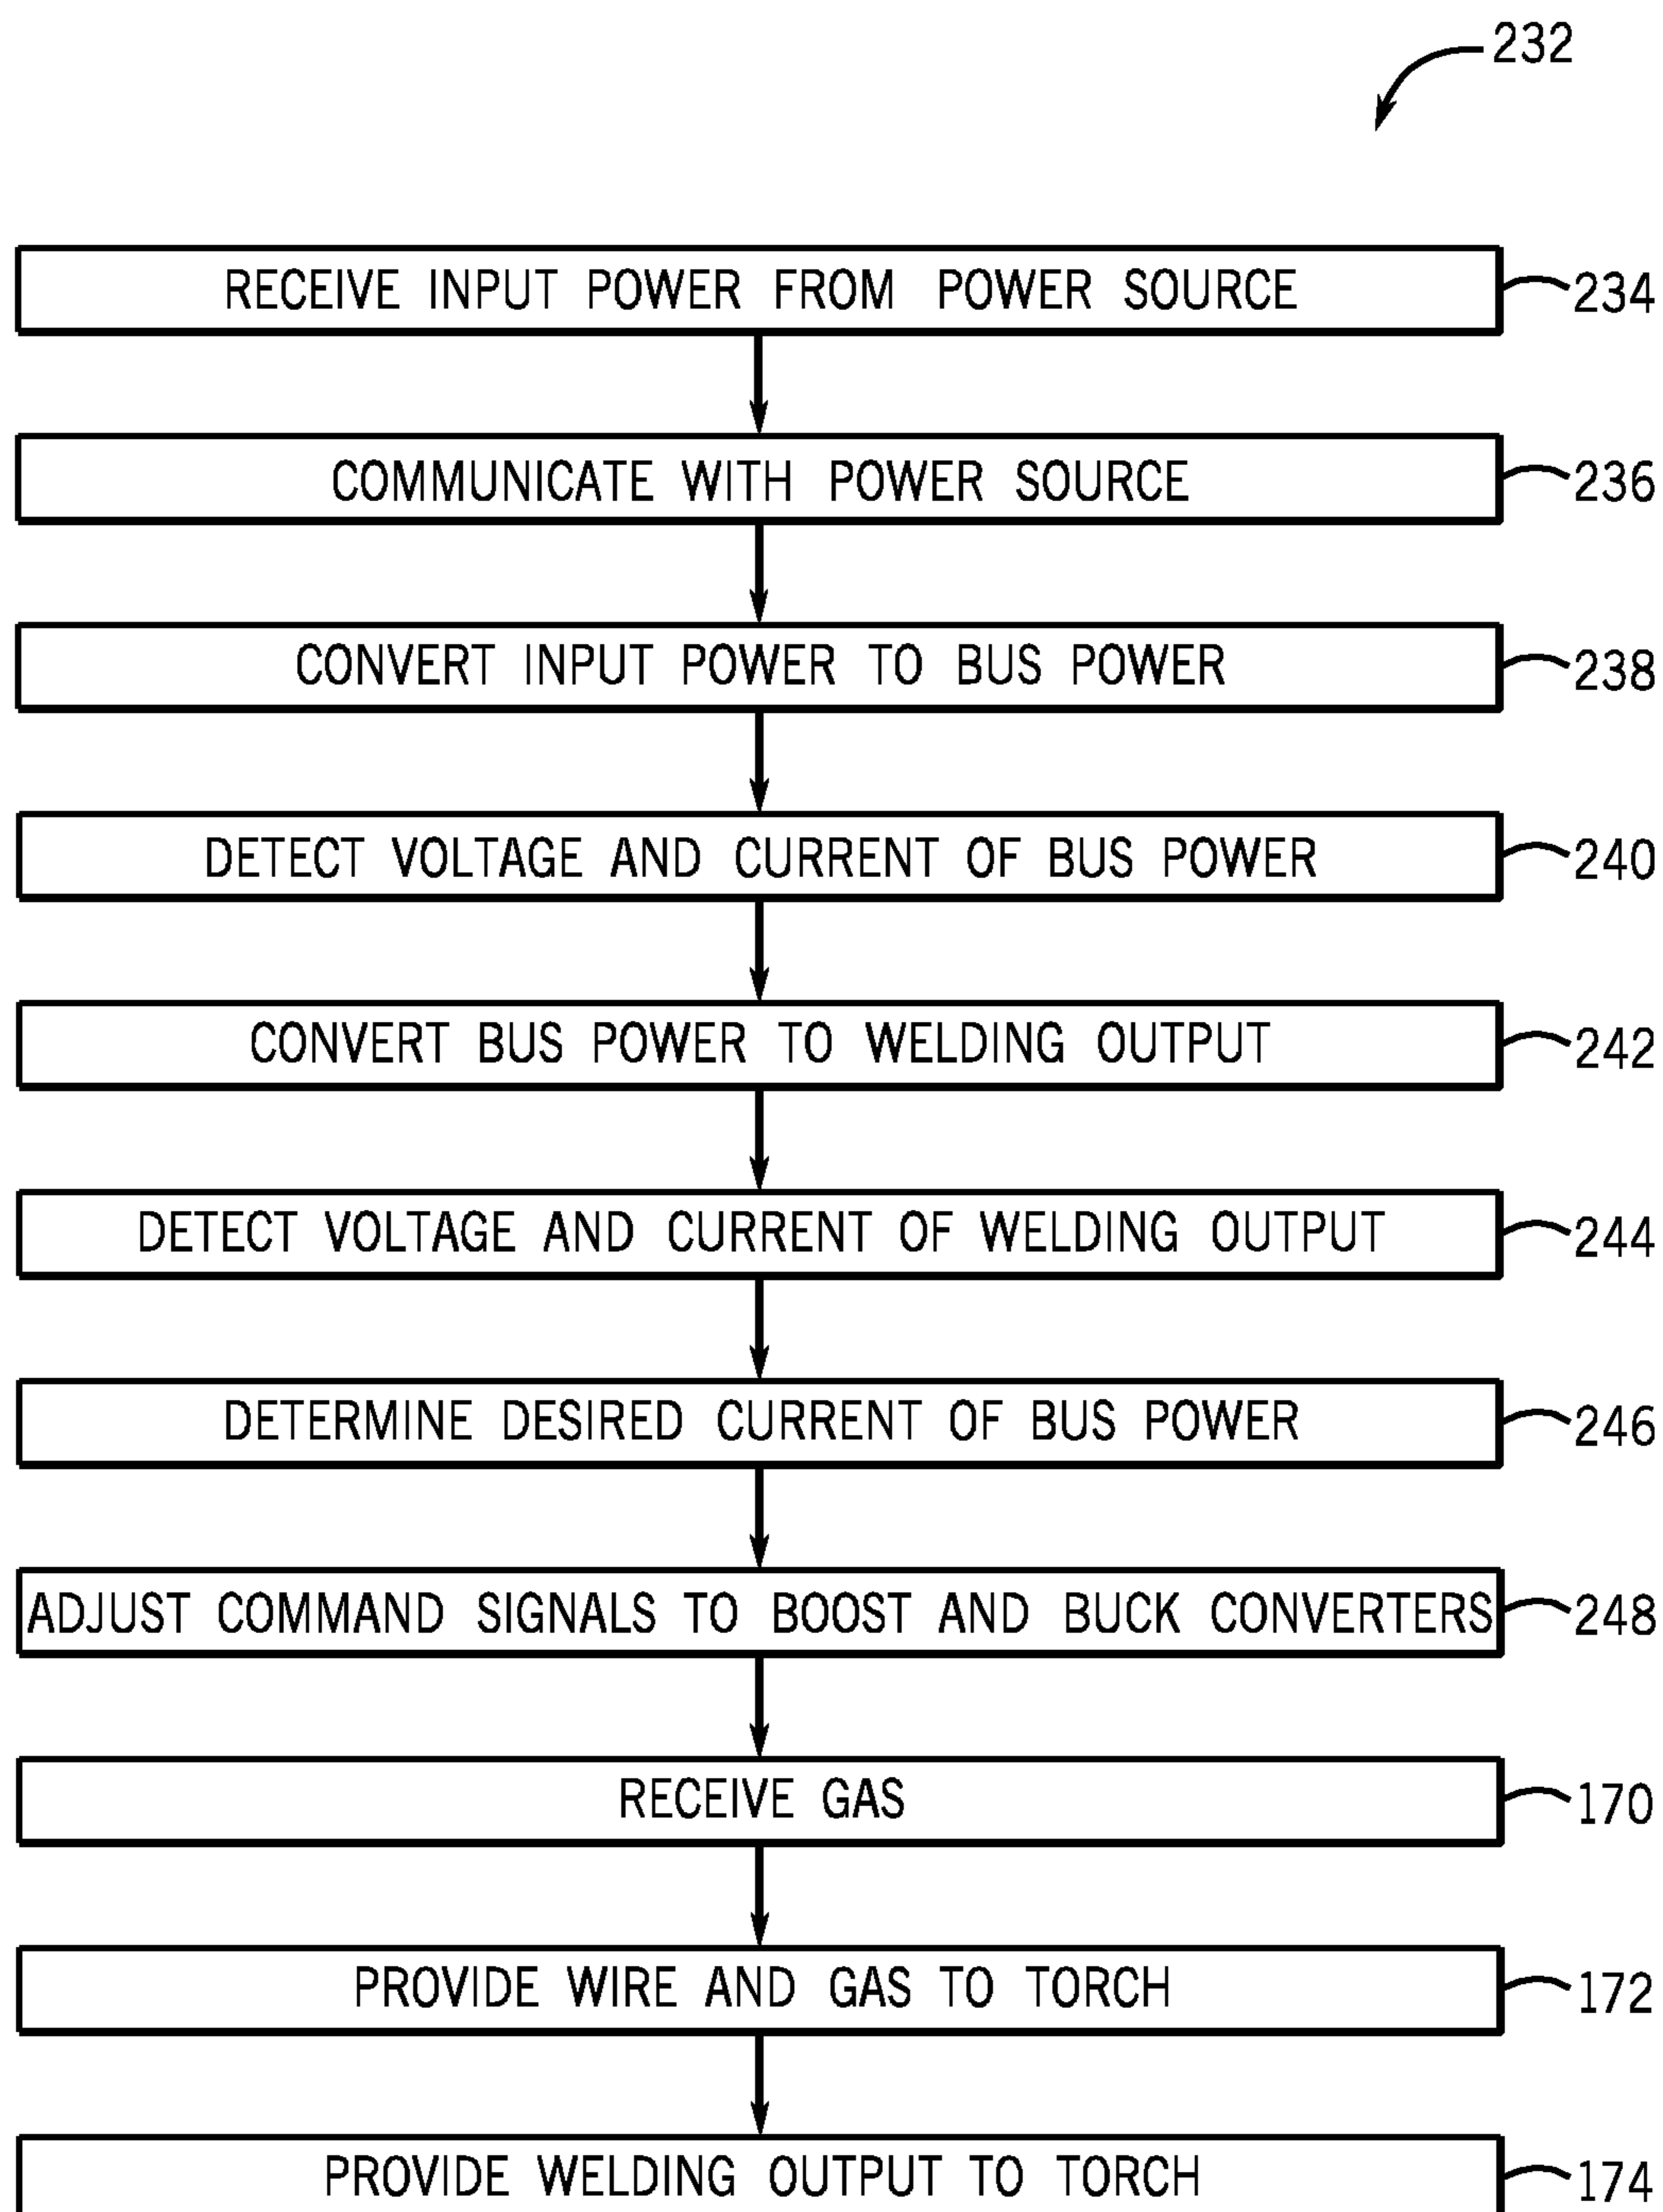 232
RECEIVE INPUT POWER FROM POWER SOURCE 234
COMMUNICATE WITH POWER SOURCE 236
CONVERT INPUT POWER TO BUS POWER 238
DETECT VOLTAGE AND CURRENT OF BUS POWER 240
CONVERT BUS POWER TO WELDING OUTPUT 242
DETECT VOLTAGE AND CURRENT OF WELDING OUTPUT 244
DETERMINE DESIRED CURRENT OF BUS POWER 246
ADJUST COMMAND SIGNALS TO BOOST AND BUCK CONVERTERS 248
RECEIVE GAS 170
PROVIDE WIRE AND GAS TO TORCH 172
PROVIDE WELDING OUTPUT TO TORCH 174